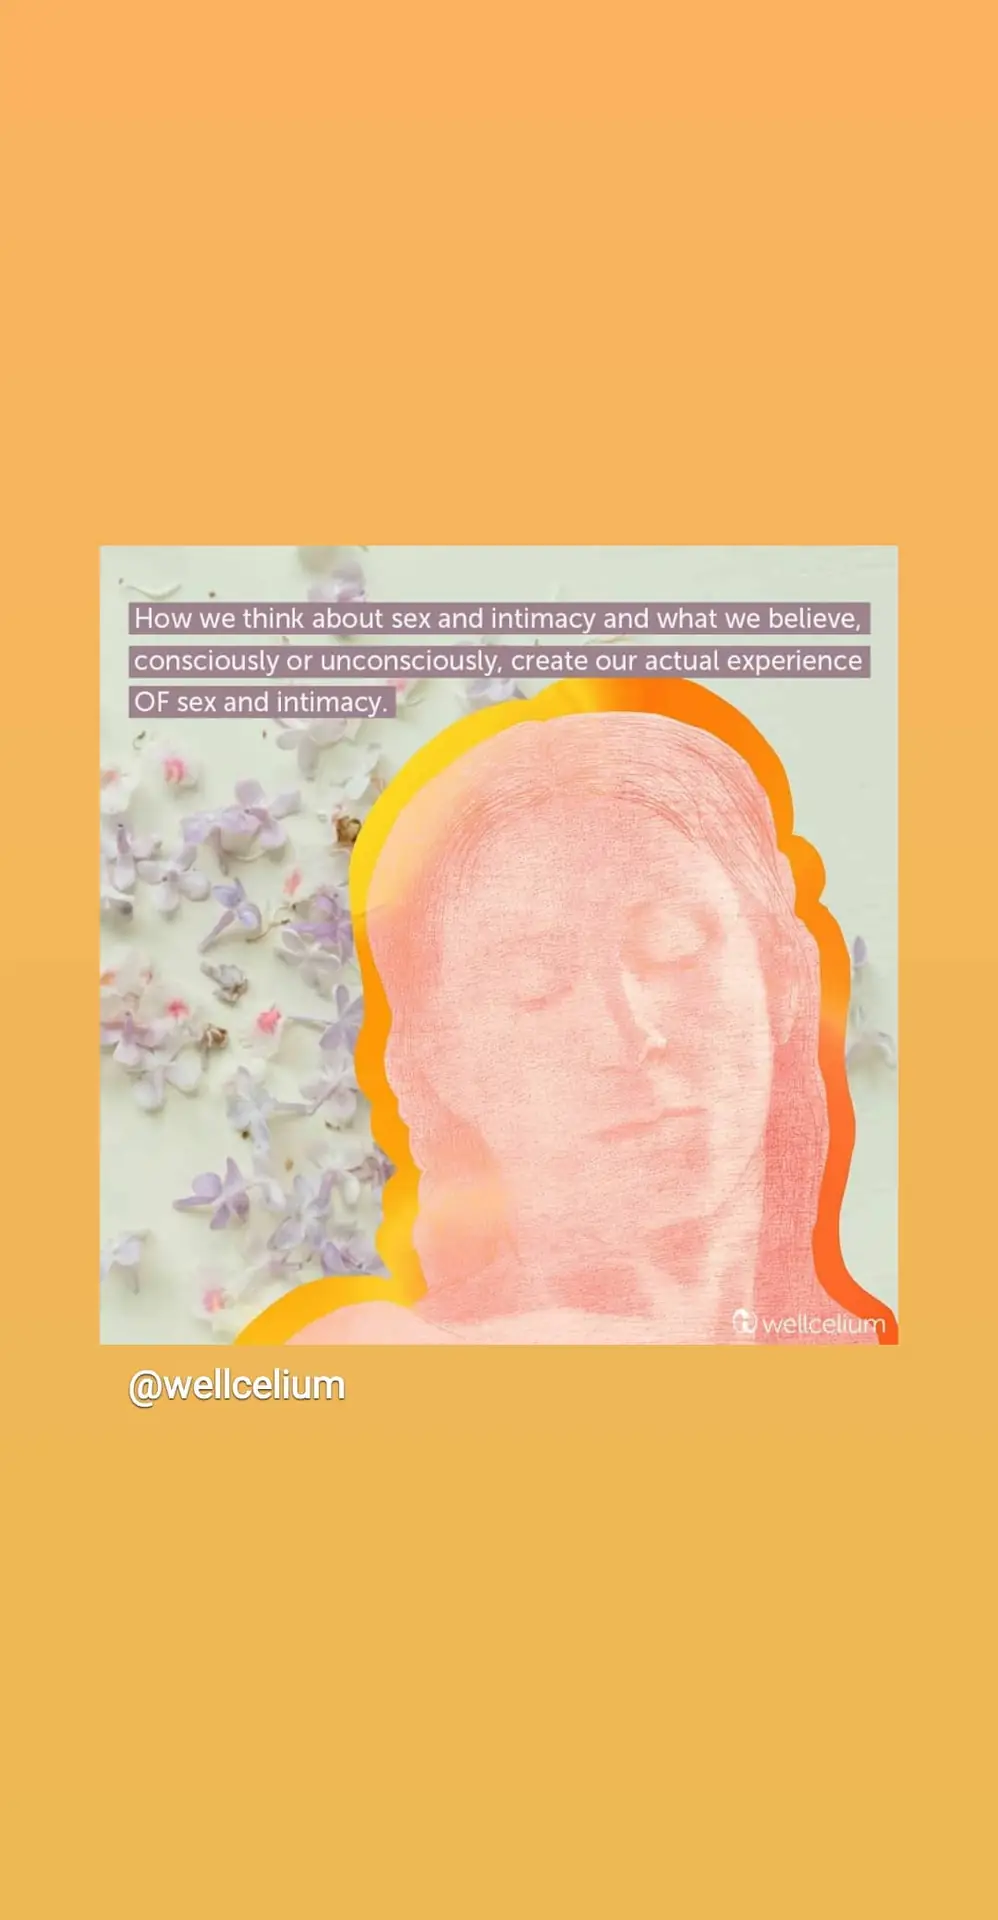 How we think about sex and intimacy and what we believe,
consciously or unconsciously, create our actual experience
OF sex and intimacy.
wellcelium
@wellcelium